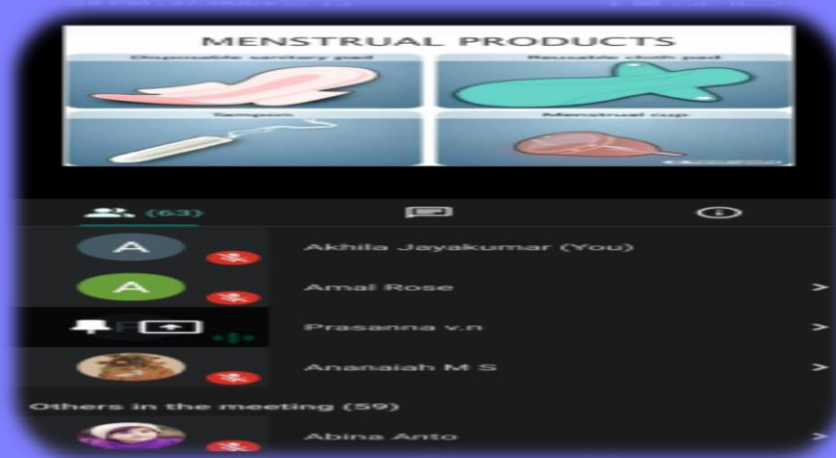 MENSTRUAL PRODUCTS
Disposable sanitary pad
Reusable cloth pad
Tampon
Menstrual cup
(63)
A
Akhila Jayakumar (You)
A
Amal Rose
Prasanna v.n
Ananaiah M S
Others in the meeting (59)
Abina Anto